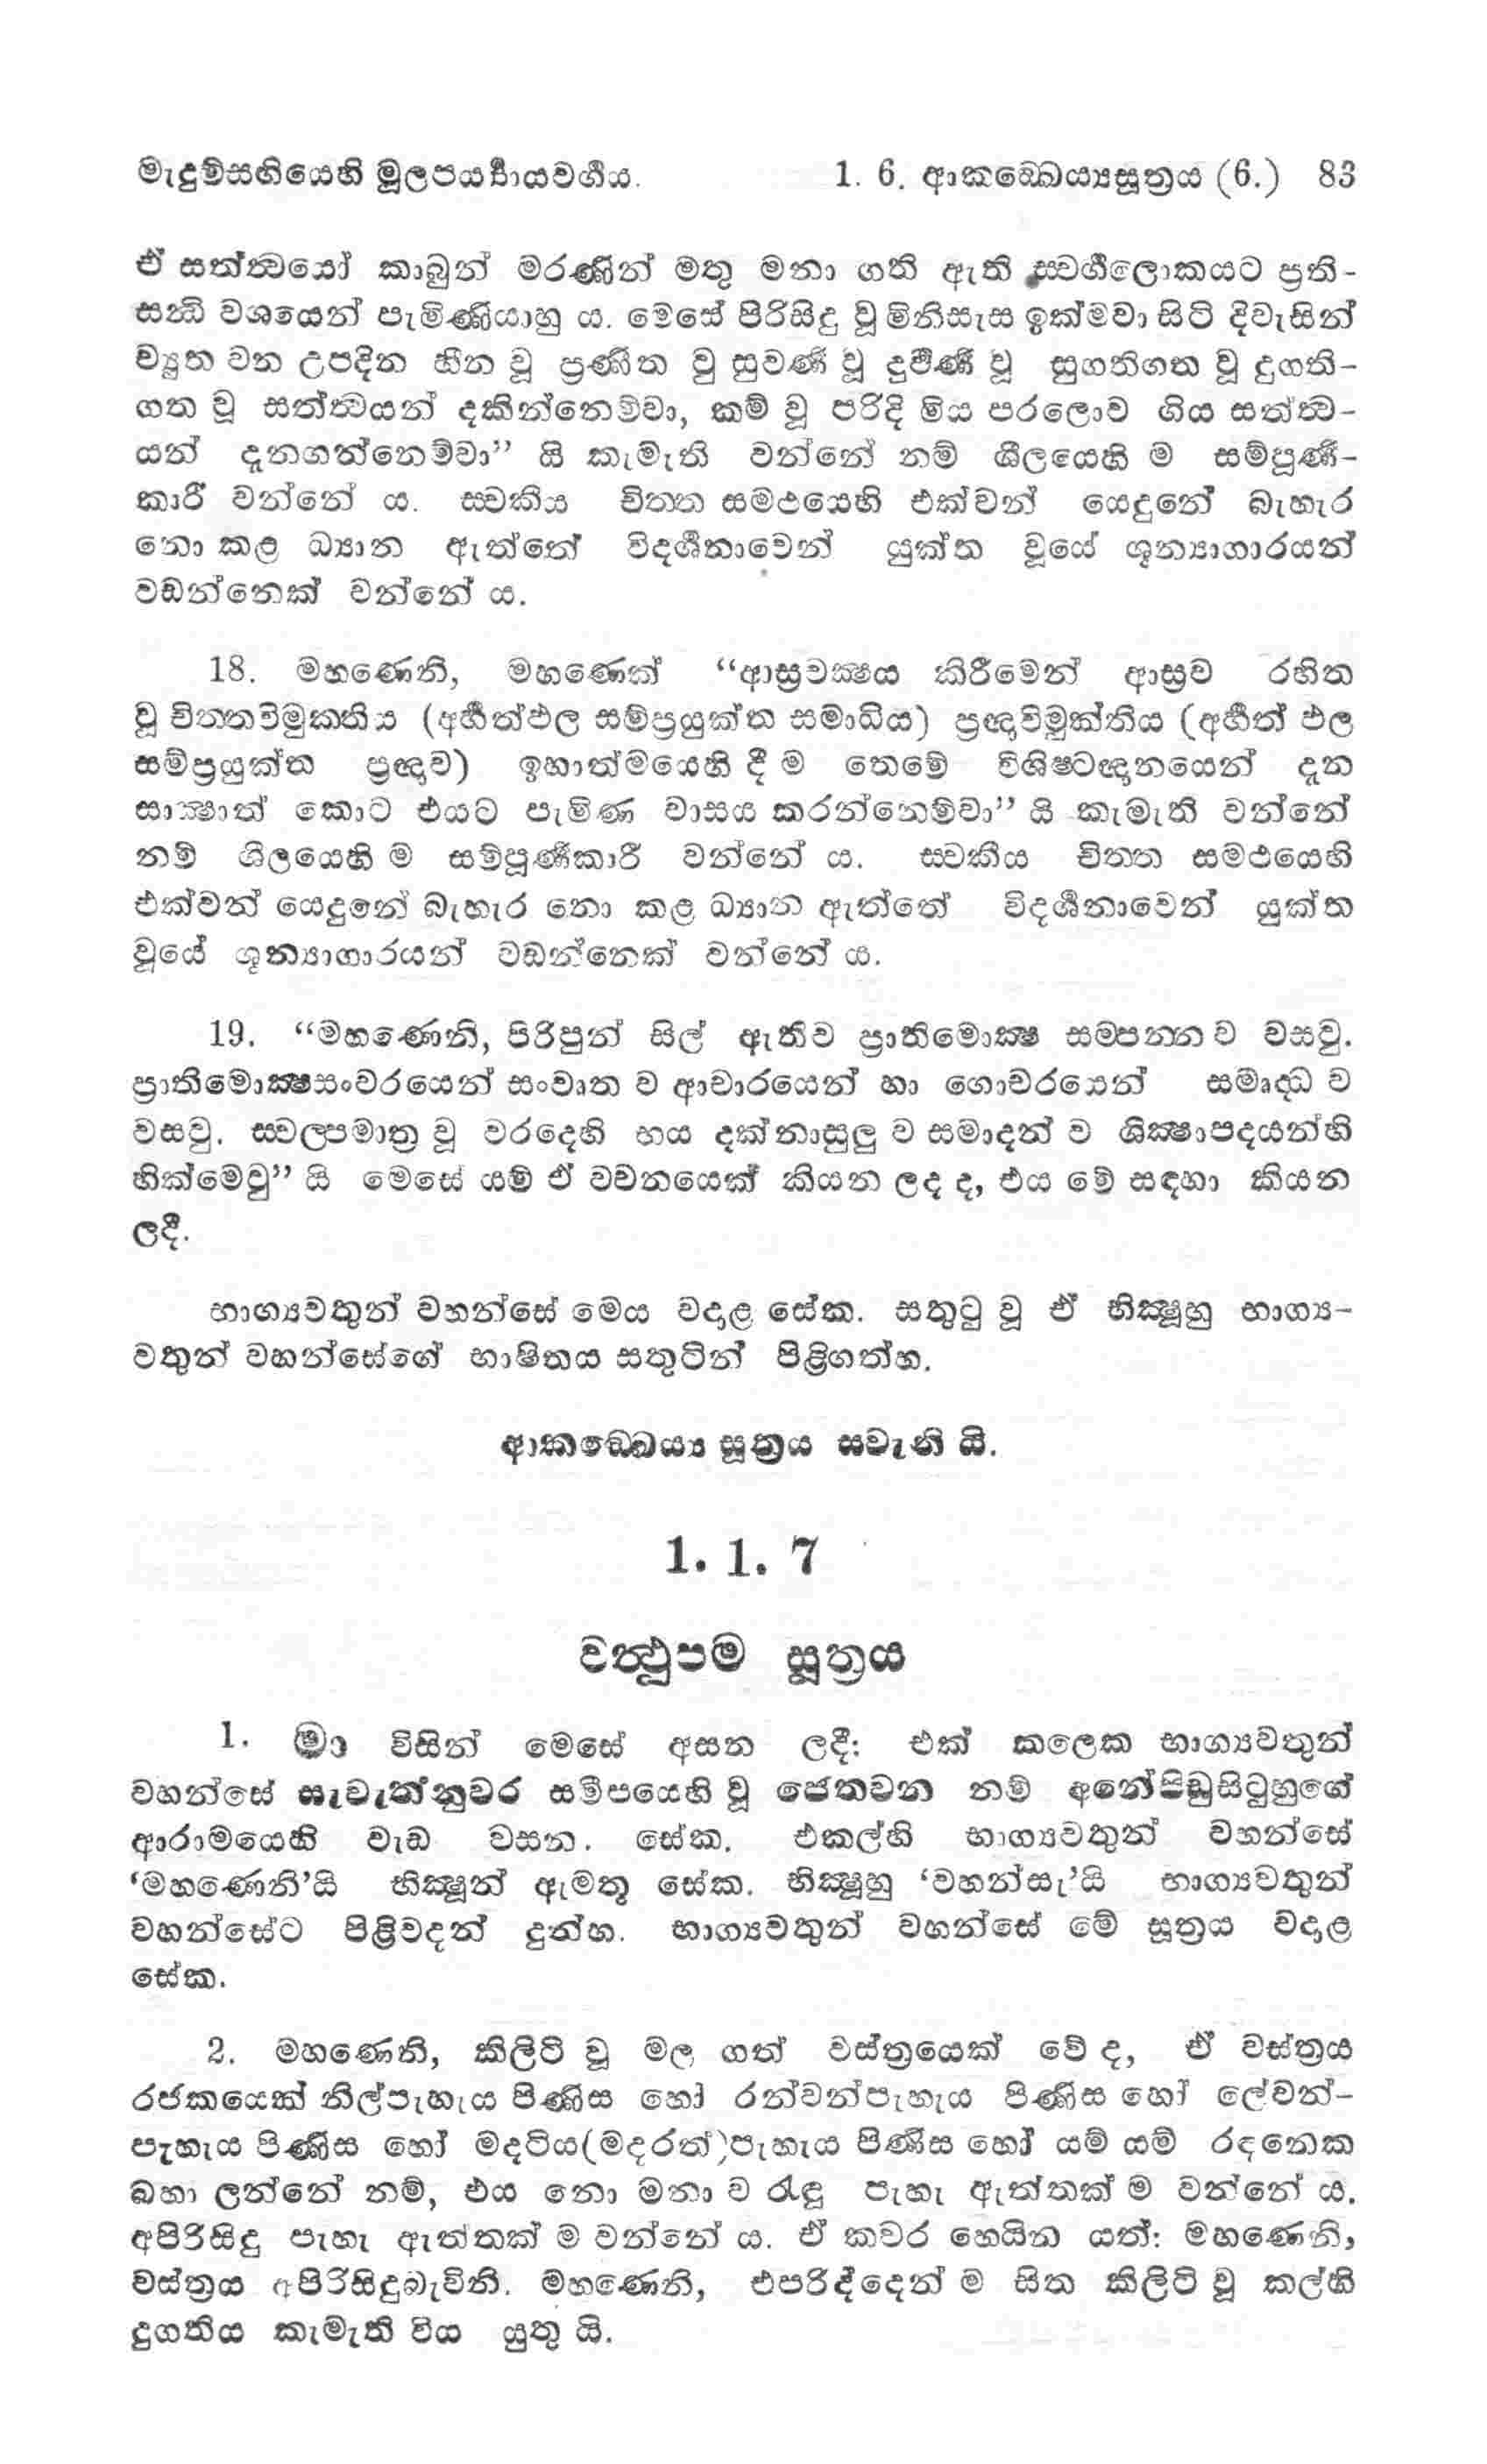 මැදුම්සඟියෙහි මූලපර්‍ය්‍යායවර්‍ගය. 1. 6. ආකඞ්ඛෙය්‍යසූත්‍රය (6.) 83
ඒ සත්ත්‍වයෝ කාබුන් මරණින් මතු මනා ගති ඇති ස්වර්‍ගලොකයට ප්‍රති-
සන්‍ධි වශයෙන් පැමිණියාහු ය. මෙසේ පිරිසිදු වූ මිනිසැස ඉක්මවා සිටි දිවැසින්
ච්‍යුත වන උපදින හීන වූ ප්‍රණීත වූ සුවර්‍ණ වූ දුර්‍වර්‍ණ වූ සුගතිගත වූ දුගති-
ගත වූ සත්ත්‍වයන් දකින්නෙම්වා, කම් වූ පරිදි මිය පරලොව ගිය සත්ත්‍ව-
යන් දැනගන්නෙම්වා” යි කැමැති වන්නේ නම් ශීලයෙහි ම සම්පූර්‍ණ-
කාරී වන්නේ ය. ස්වකීය චිත්ත සමථයෙහි එක්වන් යෙදුනේ බැහැර
නො කළ ධ්‍යාන ඇත්තේ විදර්‍ශනාවෙන් යුක්ත වූයේ ශූන්‍යාගාරයන්
වඩන්නෙක් වන්නේ ය.
18. මහණෙනි, මහණෙක් “ආස්‍රවක්‍ෂය කිරීමෙන් ආස්‍රව රහිත
වූ චිත්තවිමුක්තිය (අර්‍හත්ඵල සම්ප්‍රයුක්ත සමාධිය) ප්‍රඥාවිමුක්තිය (අර්‍හත් ඵල
සම්ප්‍රයුක්ත ප්‍රඥාව) ඉහාත්මයෙහි දී ම තෙමේ විශිෂ්ටඥානයෙන් දැන
සාක්‍ෂාත් කොට එයට පැමිණ වාසය කරන්නෙම්වා” යි කැමැති වන්නේ
නම් ශීලයෙහි ම සම්පූර්‍ණකාරී වන්නේ ය. ස්වකීය චිත්ත සමථයෙහි
එක්වන් යෙදුනේ බැහැර නො කළ ධ්‍යාන ඇත්තේ විදර්‍ශනාවෙන් යුක්ත
වූයේ ශූන්‍යාගාරයන් වඩන්නෙක් වන්නේ ය.
19. “මහණෙනි, පිරිපුන් සිල් ඇතිව ප්‍රාතිමොක්‍ෂ සම්පන්න ව වසවු.
ප්‍රාතිමොක්‍ෂසංවරයෙන් සංවෘත ව ආචාරයෙන් හා ගොචරයෙන් සමෘද්ධ ව
වසවු. ස්වල්පමාත්‍ර වූ වරදෙහි භය දක්නාසුලු ව සමාදන් ව ශික්‍ෂාපදයන්හි
හික්මෙවු” යි මෙසේ යම් ඒ වචනයෙක් කියන ලද ද, එය මේ සඳහා කියන
ලදී.
භාග්‍යවතුන් වහන්සේ මෙය වදාළ සේක. සතුටු වූ ඒ භික්‍ෂූහු භාග්‍ය-
වතුන් වහන්සේගේ භාෂිතය සතුටින් පිළිගත්හ.
ආකඞ්ඛෙය්‍ය සූත්‍රය සවැනි යි.
1. 1. 7
වත්‍ථූපම සූත්‍රය
1. මා විසින් මෙසේ අසන ලදී: එක් කලෙක භාග්‍යවතුන්
වහන්සේ සැවැත්නුවර සමීපයෙහි වූ ජෙතවන නම් අනේපිඬුසිටුහුගේ
ආරාමයෙහි වැඩ වසන. සේක. එකල්හි භාග්‍යවතුන් වහන්සේ
‘මහණෙනි’යි භික්‍ෂූන් ඇමතූ සේක. භික්‍ෂූහු ‘වහන්සැ’යි භාග්‍යවතුන්
වහන්සේට පිළිවදන් දුන්හ. භාග්‍යවතුන් වහන්සේ මේ සූත්‍රය වදාළ
සේක.
2. මහණෙනි, කිලිටි වූ මල ගත් වස්ත්‍රයෙක් වේ ද, ඒ වස්ත්‍රය
රජකයෙක් නිල්පැහැය පිණිස හෝ රන්වන්පැහැය පිණිස හෝ ලේවන්-
පැහැය පිණිස හෝ මදටිය(මදරත්)පැහැය පිණිස හෝ යම් යම් රඳනෙක
බහා ලන්නේ නම්, එය නො මනා ව රැඳූ පැහැ ඇත්තක් ම වන්නේ ය.
අපිරිසිදු පැහැ ඇත්තක් ම වන්නේ ය. ඒ කවර හෙයින යත්: මහණෙනි,
වස්ත්‍රය අපිරිසිදුබැවිනි. මහණෙනි, එපරිද්දෙන් ම සිත කිලිටි වූ කල්හි
දුගතිය කැමැති විය යුතු යි.